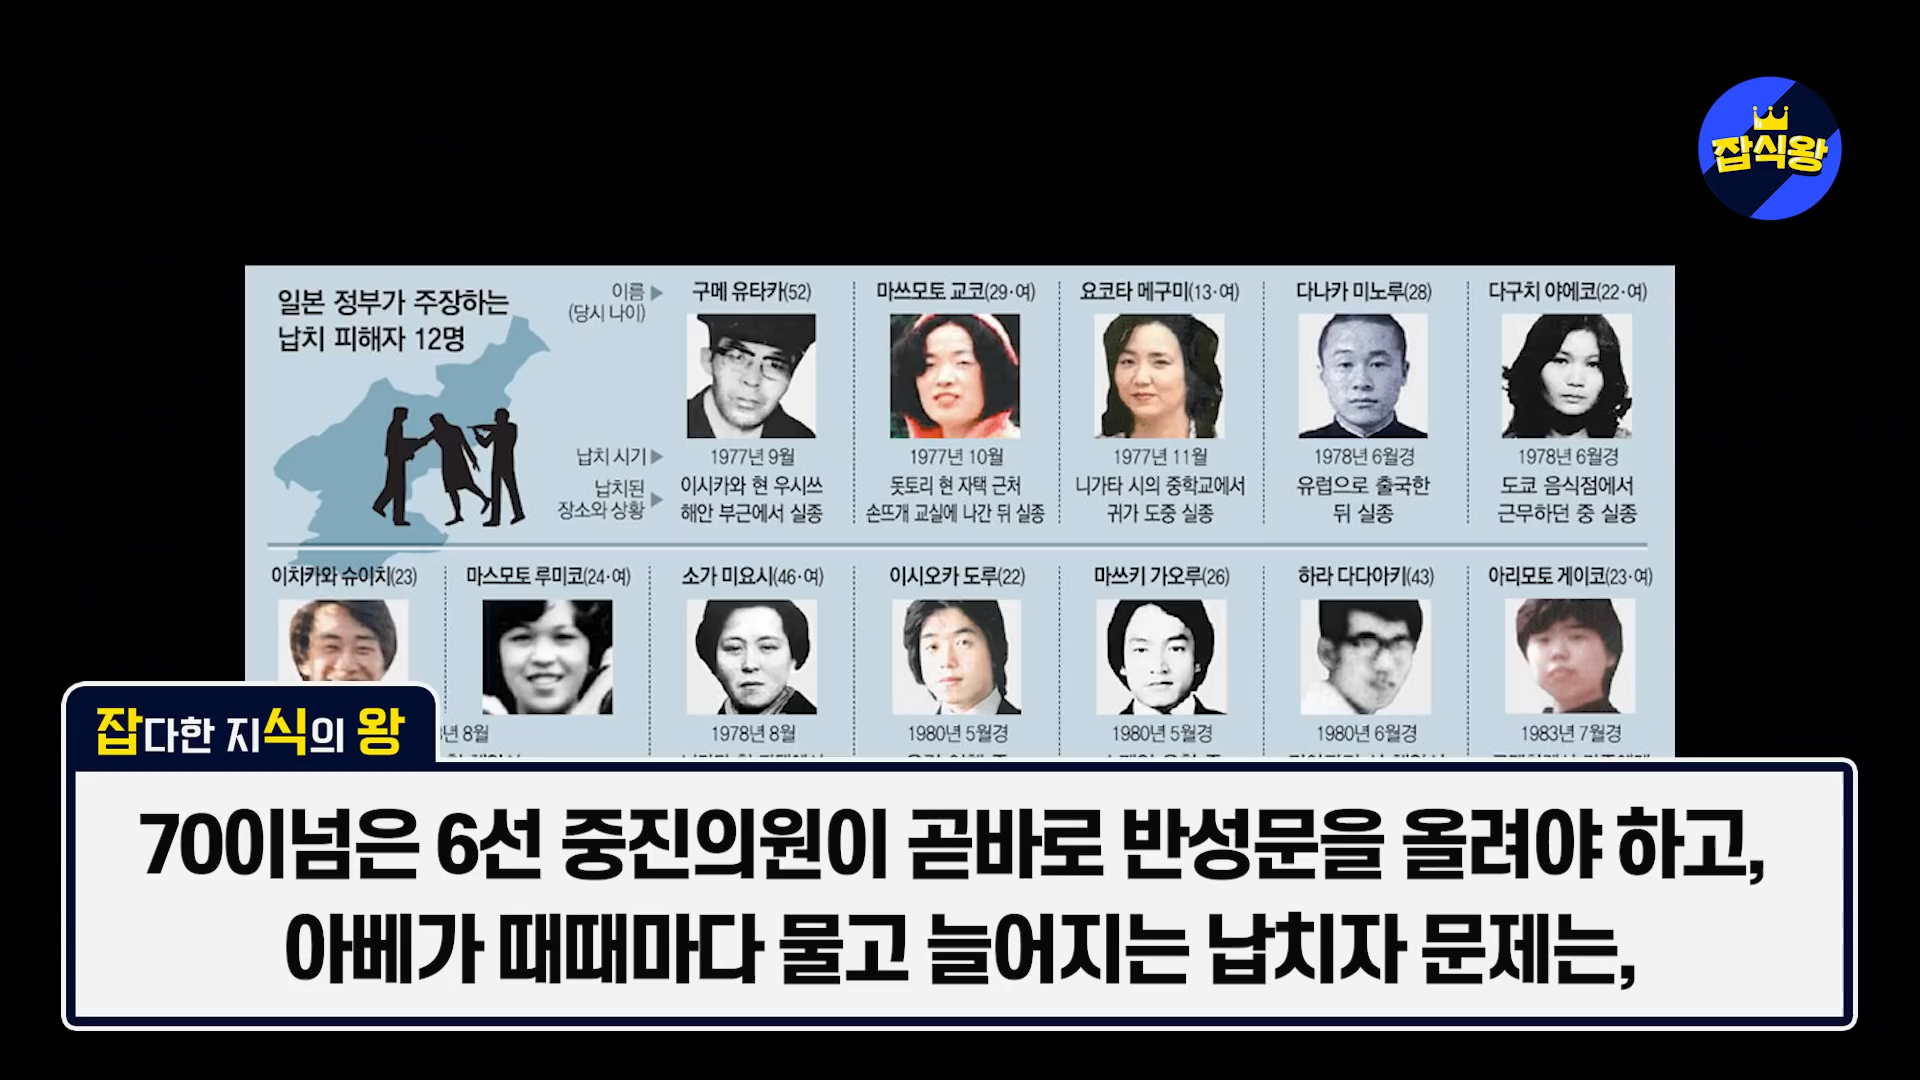 잡식왕
일본 정부가 주장하는
납치 피해자 12명
이름
(당시 나이)
구메 유타카(52)
마쓰모토 교코(29·여)
요코타 메구미(13·여)
다나카 미노루(28)
다구치 야에코(22·여)
납치 시기
1977년 9월
1977년 10월
1977년 11월
1978년 6월경
1978년 6월경
납치된
장소와 상황
이시카와 현 우시쓰
해안 부근에서 실종
돗토리 현 자택 근처
손뜨개 교실에 나간 뒤 실종
니가타 시의 중학교에서
귀가 도중 실종
유럽으로 출국한
뒤 실종
도쿄 음식점에서
근무하던 중 실종
이치카와 슈이치(23)
마스모토 루미코(24·여)
소가 미요시(46·여)
이시오카 도루(22)
마쓰키 가오루(26)
하라 다다아키(43)
아리모토 게이코(23·여)
년 8월
1978년 8월
1980년 5월경
1980년 5월경
1980년 6월경
1983년 7월경
잡다한 지식의 왕
70이넘은 6선 중진의원이 곧바로 반성문을 올려야 하고,
아베가 때때마다 물고 늘어지는 납치자 문제는,